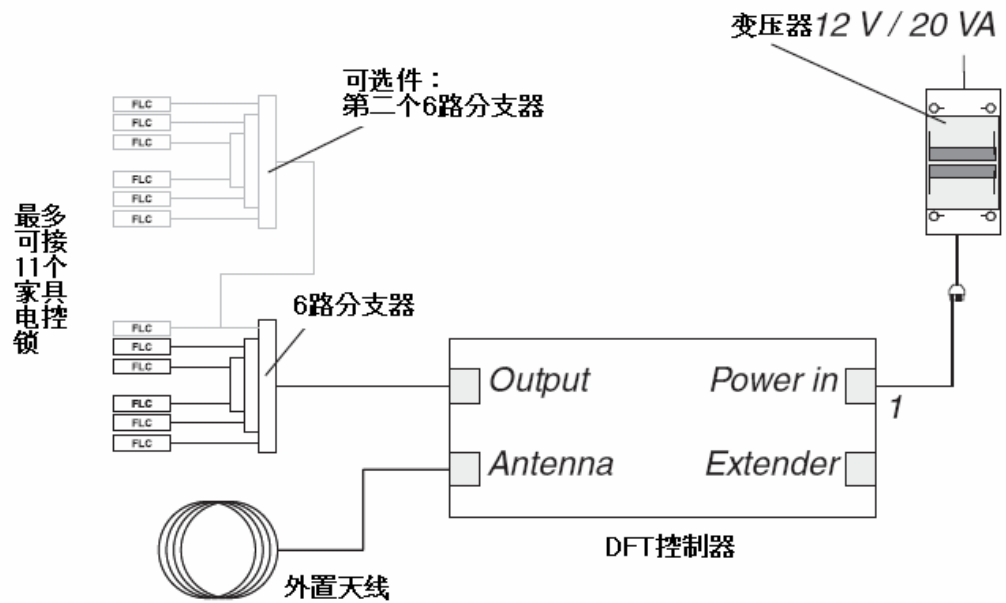 变压器12 V / 20 VA
可选件：
第二个6路分支器
FLC
FLC
FLC
FLC
FLC
FLC
最多
可接
11个
家具
电控
锁
6路分支器
FLC
FLC
FLC
FLC
FLC
FLC
Output
Power in
1
Antenna
Extender
DFT控制器
外置天线